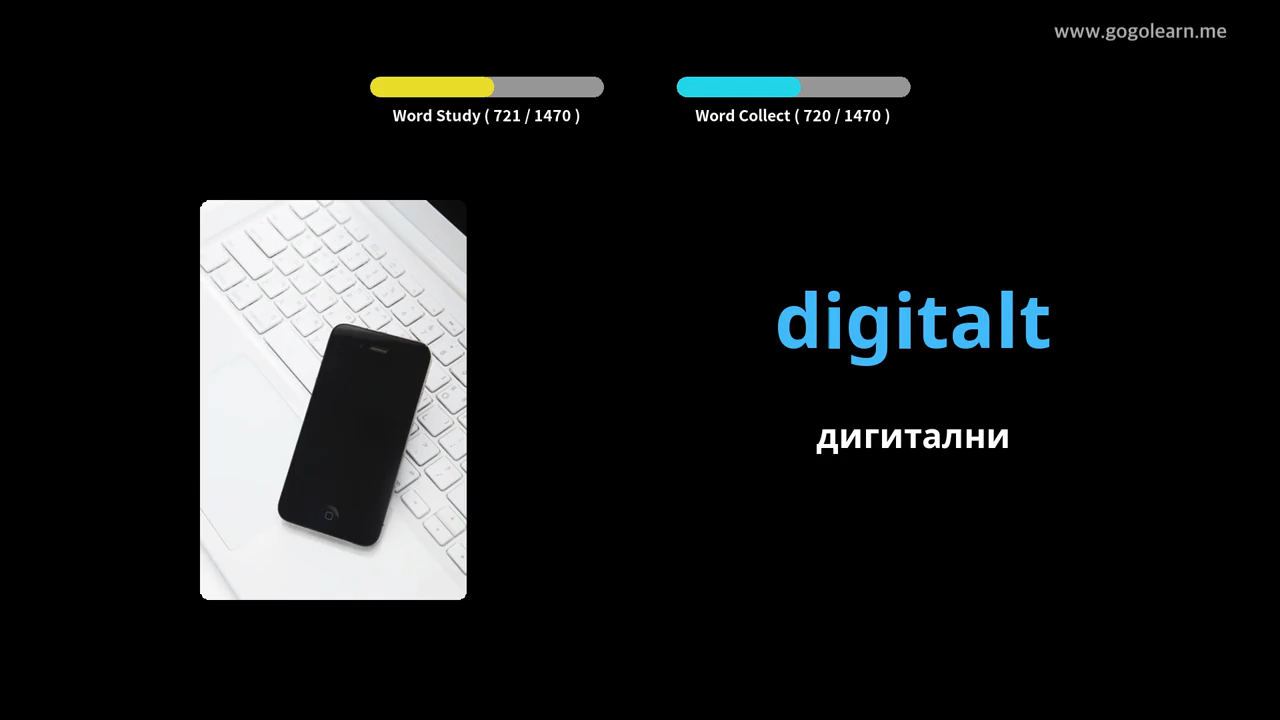 www.gogolearn.me
Word Study ( 721 / 1470 )
Word Collect ( 720 / 1470 )
digitalt
дигитални